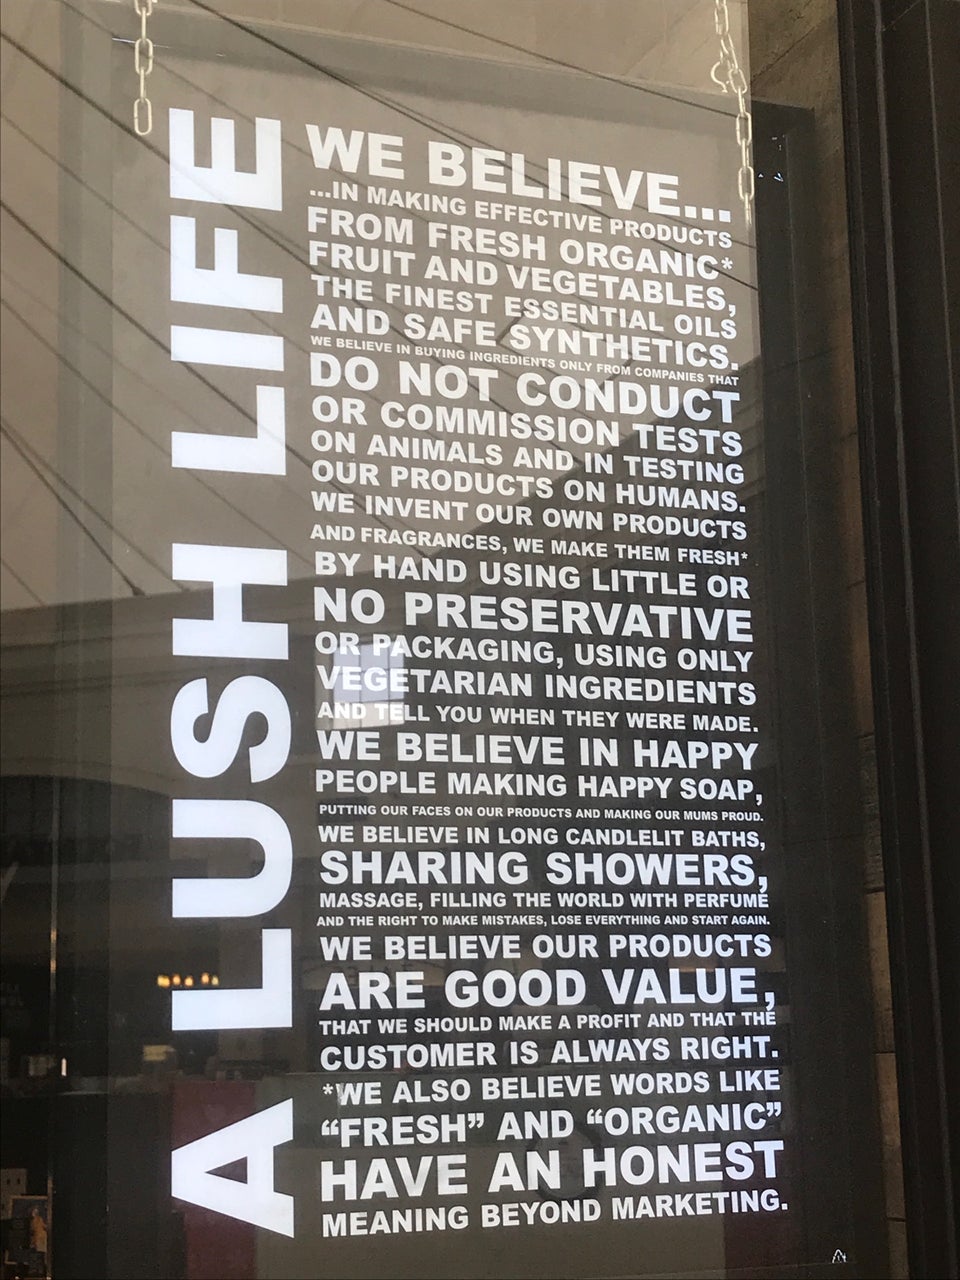 A LUSH LIFE
WE BELIEVE...
...IN MAKING EFFECTIVE PRODUCTS
FROM FRESH ORGANIC*
FRUIT AND VEGETABLES,
THE FINEST ESSENTIAL OILS
AND SAFE SYNTHETICS.
WE BELIEVE IN BUYING INGREDIENTS ONLY FROM COMPANIES THAT
DO NOT CONDUCT
OR COMMISSION TESTS
ON ANIMALS AND IN TESTING
OUR PRODUCTS ON HUMANS.
WE INVENT OUR OWN PRODUCTS
AND FRAGRANCES, WE MAKE THEM FRESH*
BY HAND USING LITTLE OR
NO PRESERVATIVE
OR PACKAGING, USING ONLY
VEGETARIAN INGREDIENTS
AND TELL YOU WHEN THEY WERE MADE.
WE BELIEVE IN HAPPY
PEOPLE MAKING HAPPY SOAP,
PUTTING OUR FACES ON OUR PRODUCTS AND MAKING OUR MUMS PROUD.
WE BELIEVE IN LONG CANDLELIT BATHS,
SHARING SHOWERS,
MASSAGE, FILLING THE WORLD WITH PERFUME
AND THE RIGHT TO MAKE MISTAKES, LOSE EVERYTHING AND START AGAIN.
WE BELIEVE OUR PRODUCTS
ARE GOOD VALUE,
THAT WE SHOULD MAKE A PROFIT AND THAT THE
CUSTOMER IS ALWAYS RIGHT.
*WE ALSO BELIEVE WORDS LIKE
“FRESH” AND “ORGANIC”
HAVE AN HONEST
MEANING BEYOND MARKETING.